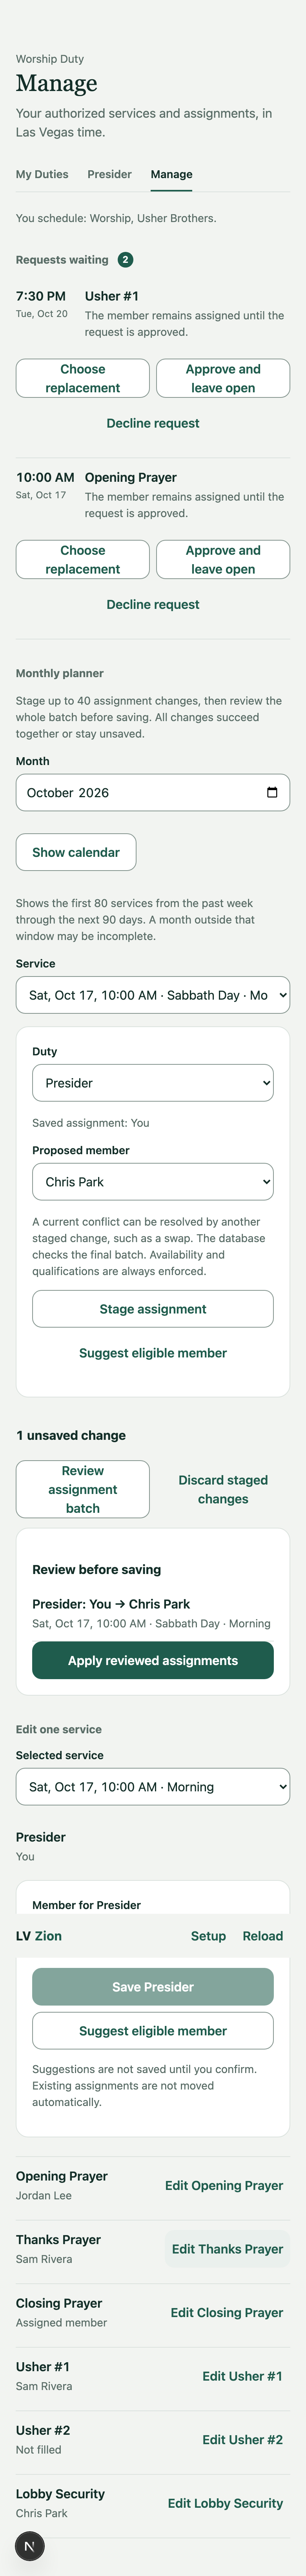 Worship Duty
Manage
Your authorized services and assignments, in
Las Vegas time.
My Duties Presider Manage
You schedule: Worship, Usher Brothers.
Requests waiting 2
7:30 PM Usher #1
Tue, Oct 20 The member remains assigned until the
request is approved.
Choose
replacement
Approve and
leave open
Decline request
10:00 AM Opening Prayer
Sat, Oct 17 The member remains assigned until the
request is approved.
Choose
replacement
Approve and
leave open
Decline request
Monthly planner
Stage up to 40 assignment changes, then review the
whole batch before saving. All changes succeed
together or stay unsaved.
Month
October 2026
Show calendar
Shows the first 80 services from the past week
through the next 90 days. A month outside that
window may be incomplete.
Service
Sat, Oct 17, 10:00 AM · Sabbath Day · Mo
Duty
Presider
Saved assignment: You
Proposed member
Chris Park
A current conflict can be resolved by another
staged change, such as a swap. The database
checks the final batch. Availability and
qualifications are always enforced.
Stage assignment
Suggest eligible member
1 unsaved change
Review
assignment
batch
Discard staged
changes
Review before saving
Presider: You → Chris Park
Sat, Oct 17, 10:00 AM · Sabbath Day · Morning
Apply reviewed assignments
Edit one service
Selected service
Sat, Oct 17, 10:00 AM · Morning
Presider
You
Member for Presider
LV Zion Setup Reload
Save Presider
Suggest eligible member
Suggestions are not saved until you confirm.
Existing assignments are not moved
automatically.
Opening Prayer
Jordan Lee
Edit Opening Prayer
Thanks Prayer
Sam Rivera
Edit Thanks Prayer
Closing Prayer
Assigned member
Edit Closing Prayer
Usher #1
Sam Rivera
Edit Usher #1
Usher #2
Not filled
Edit Usher #2
Lobby Security
Chris Park
Edit Lobby Security
N